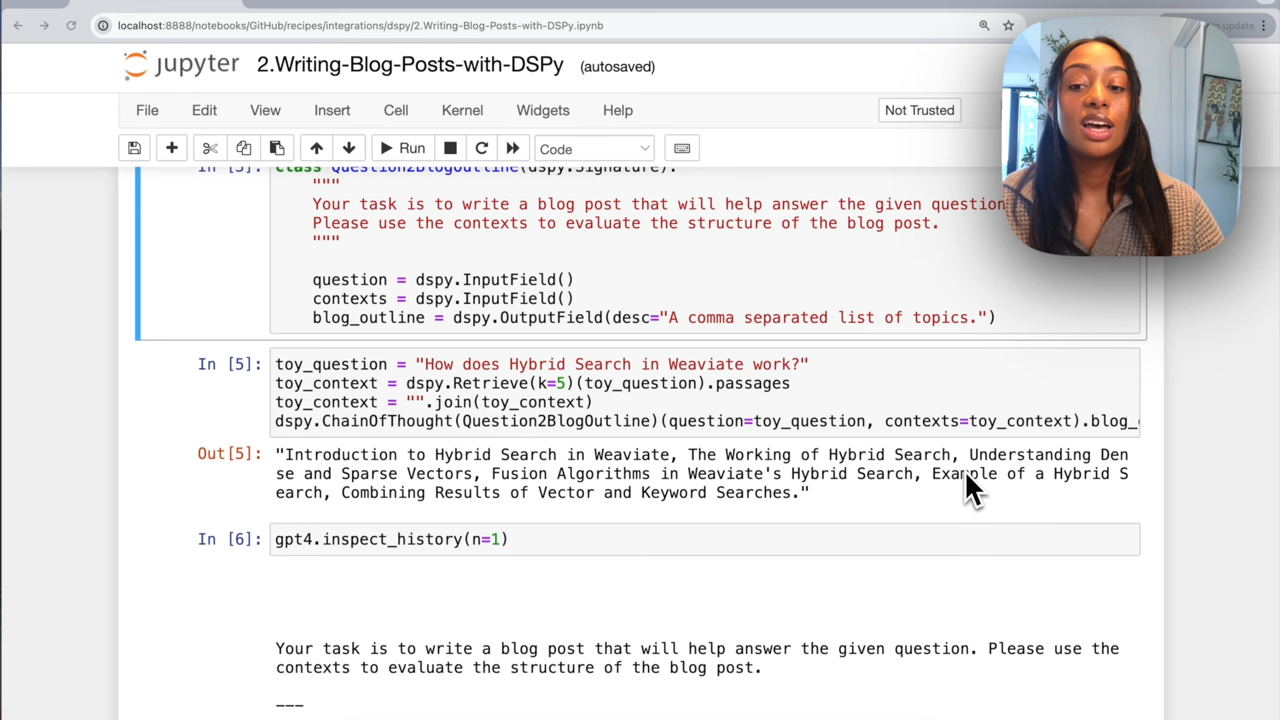 localhost:8888/notebooks/GitHub/recipes/integrations/dspy/2.Writing-Blog-Posts-with-DSPy.ipynb
update
jupyter 2.Writing-Blog-Posts-with-DSPy (autosaved)
File Edit View Insert Cell Kernel Widgets Help Not Trusted
Run Code
class Question2BlogOutline(dspy.Signature):
"""
Your task is to write a blog post that will help answer the given question
Please use the contexts to evaluate the structure of the blog post.
"""
question = dspy.InputField()
contexts = dspy.InputField()
blog_outline = dspy.OutputField(desc="A comma separated list of topics.")
In [5]: toy_question = "How does Hybrid Search in Weaviate work?"
toy_context = dspy.Retrieve(k=5)(toy_question).passages
toy_context = "".join(toy_context)
dspy.ChainOfThought(Question2BlogOutline)(question=toy_question, contexts=toy_context).blog_
Out[5]: "Introduction to Hybrid Search in Weaviate, The Working of Hybrid Search, Understanding Den
se and Sparse Vectors, Fusion Algorithms in Weaviate's Hybrid Search, Example of a Hybrid S
earch, Combining Results of Vector and Keyword Searches."
In [6]: gpt4.inspect_history(n=1)
Your task is to write a blog post that will help answer the given question. Please use the
contexts to evaluate the structure of the blog post.
---